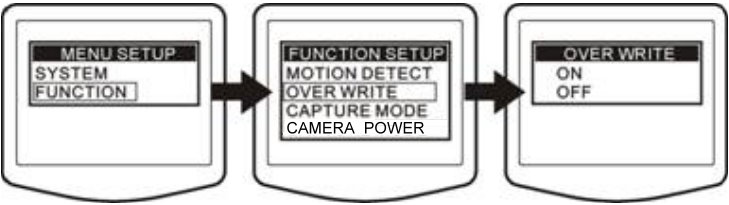 MENU SETUP
SYSTEM
FUNCTION
FUNCTION SETUP
MOTION DETECT
OVER WRITE
CAPTURE MODE
CAMERA POWER
OVER WRITE
ON
OFF